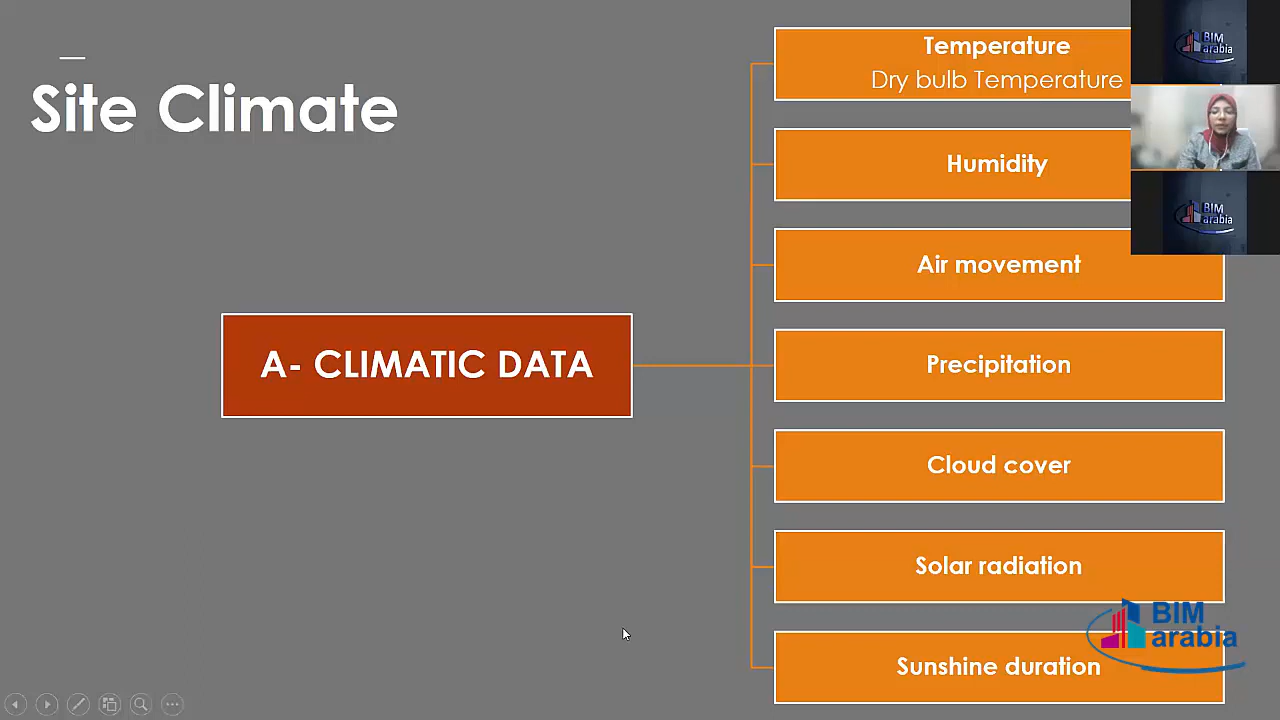 Site Climate
A- CLIMATIC DATA
Temperature
Dry bulb Temperature
Humidity
Air movement
Precipitation
Cloud cover
Solar radiation
Sunshine duration
BIM
arabia
BIM
arabia
BIM
arabia